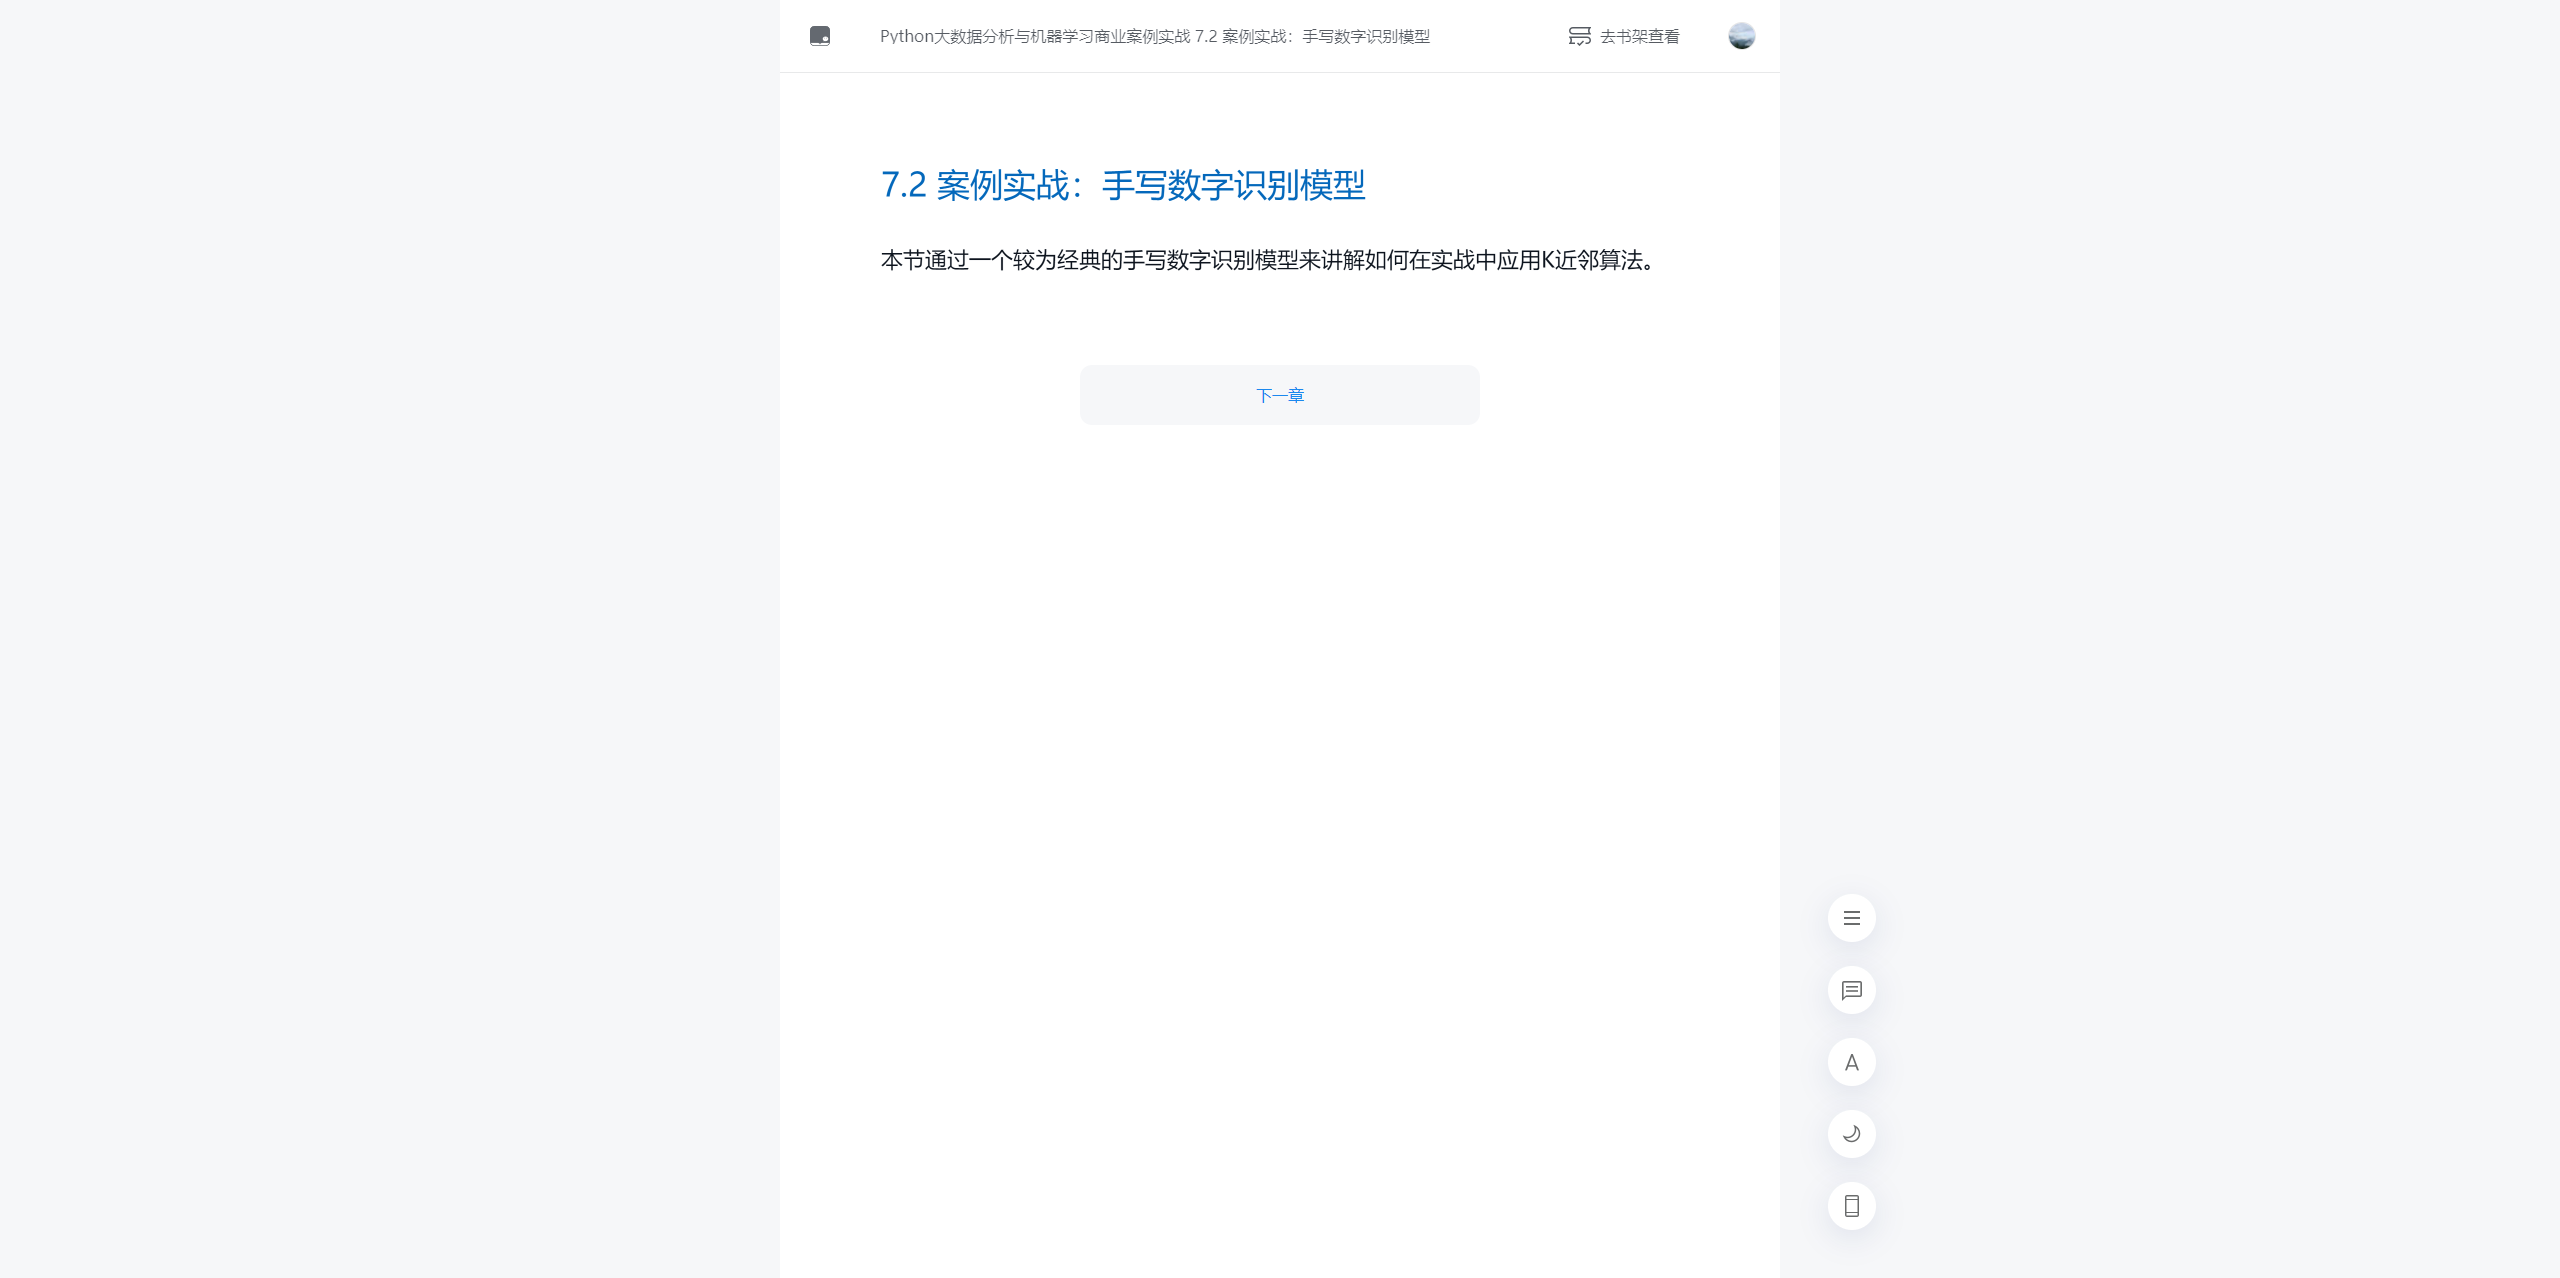 Python大数据分析与机器学习商业案例实战 7.2 案例实战：手写数字识别模型
去书架查看
7.2 案例实战：手写数字识别模型
本节通过一个较为经典的手写数字识别模型来讲解如何在实战中应用K近邻算法。
下一章
A